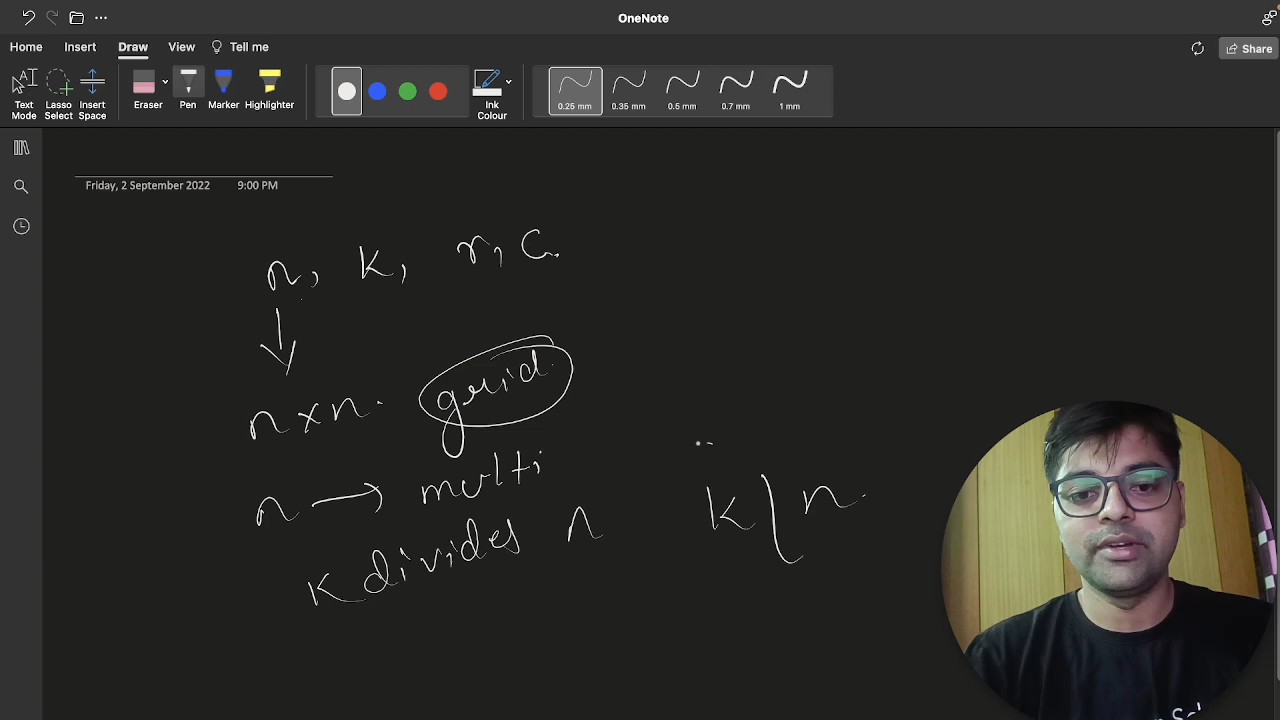 OneNote
Home Insert Draw View Tell me
Share
Text Mode
Lasso Select
Insert Space
Eraser
Pen
Marker
Highlighter
Ink Colour
0.25 mm
0.35 mm
0.5 mm
0.7 mm
1 mm
Friday, 2 September 2022 9:00 PM
n, k, r, c.
n x n. grid.
n → multi
k divides n
k | n.